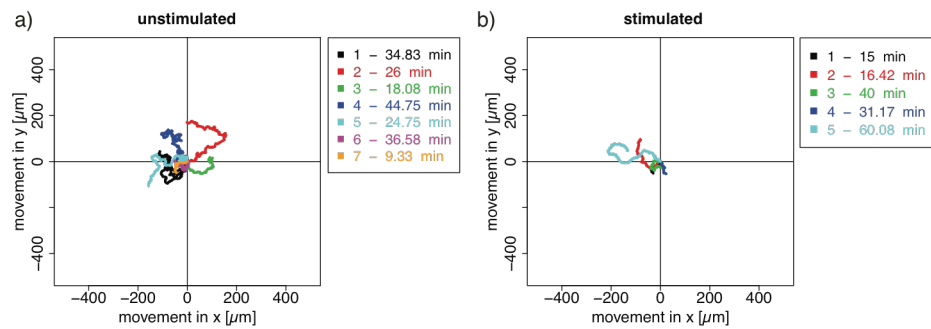 a)
unstimulated
movement in y [µm]
400
200
0
−400
−400 −200 0 200 400
movement in x [µm]
1 − 34.83 min
2 − 26 min
3 − 18.08 min
4 − 44.75 min
5 − 24.75 min
6 − 36.58 min
7 − 9.33 min
b)
stimulated
movement in y [µm]
400
200
0
−400
−400 −200 0 200 400
movement in x [µm]
1 − 15 min
2 − 16.42 min
3 − 40 min
4 − 31.17 min
5 − 60.08 min